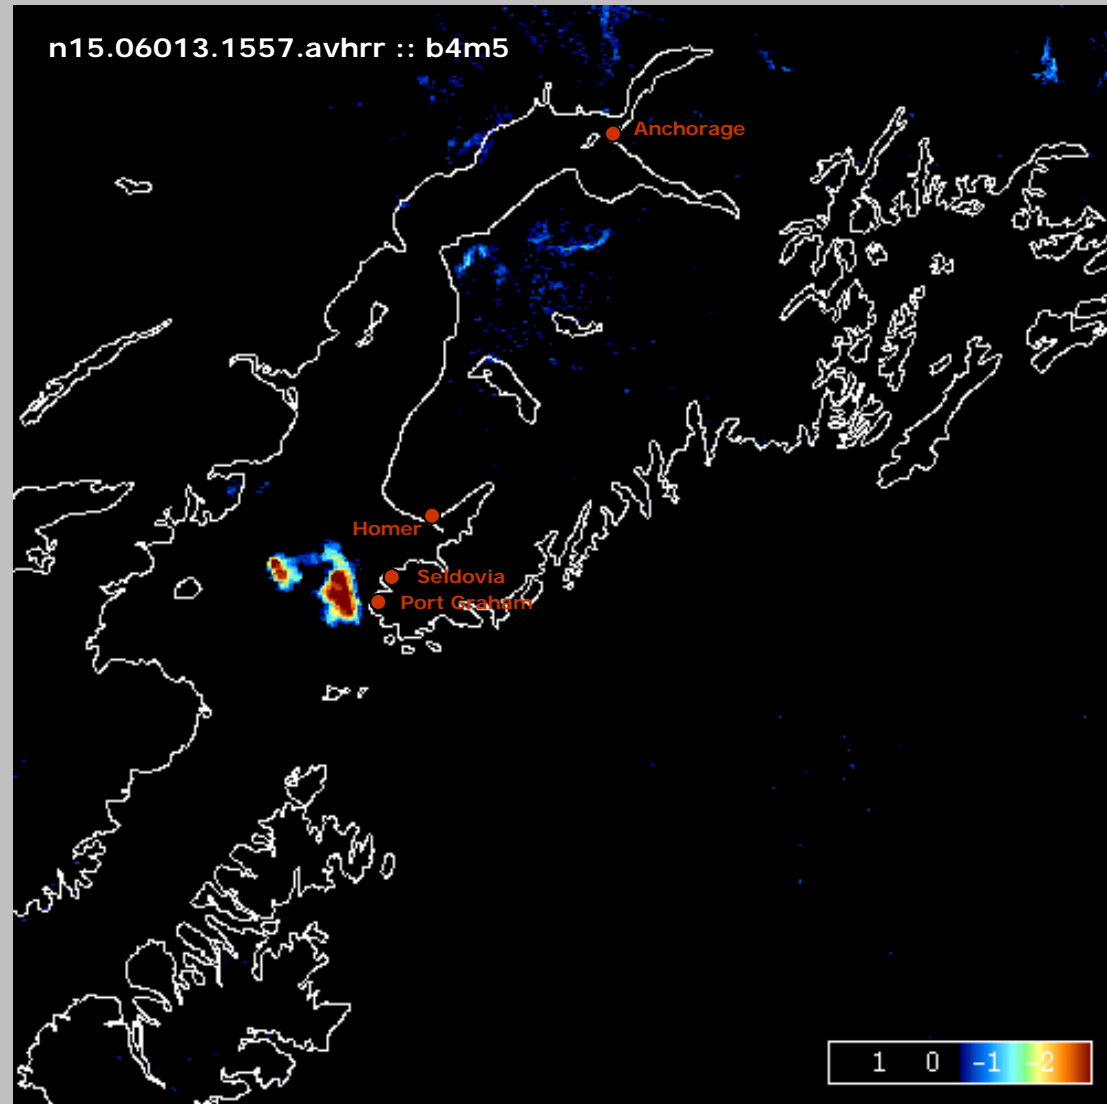 n15.06013.1557.avhrr :: b4m5
Anchorage
Homer
Seldovia
Port Graham
1 0 -1 -2